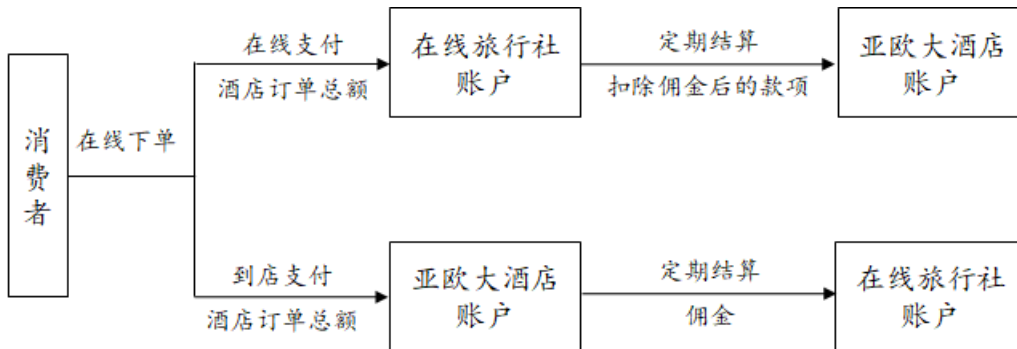 在线支付
酒店订单总额
在线旅行社
账户
定期结算
扣除佣金后的款项
亚欧大酒店
账户
消费者
在线下单
到店支付
酒店订单总额
亚欧大酒店
账户
定期结算
佣金
在线旅行社
账户